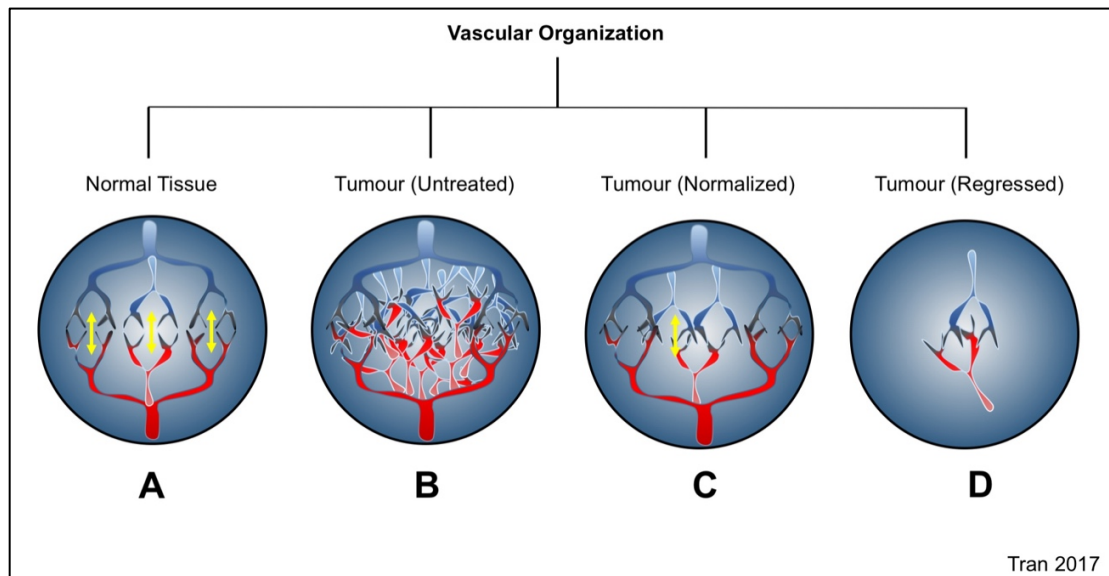 Vascular Organization
Normal Tissue
Tumour (Untreated)
Tumour (Normalized)
Tumour (Regressed)
A
B
C
D
Tran 2017